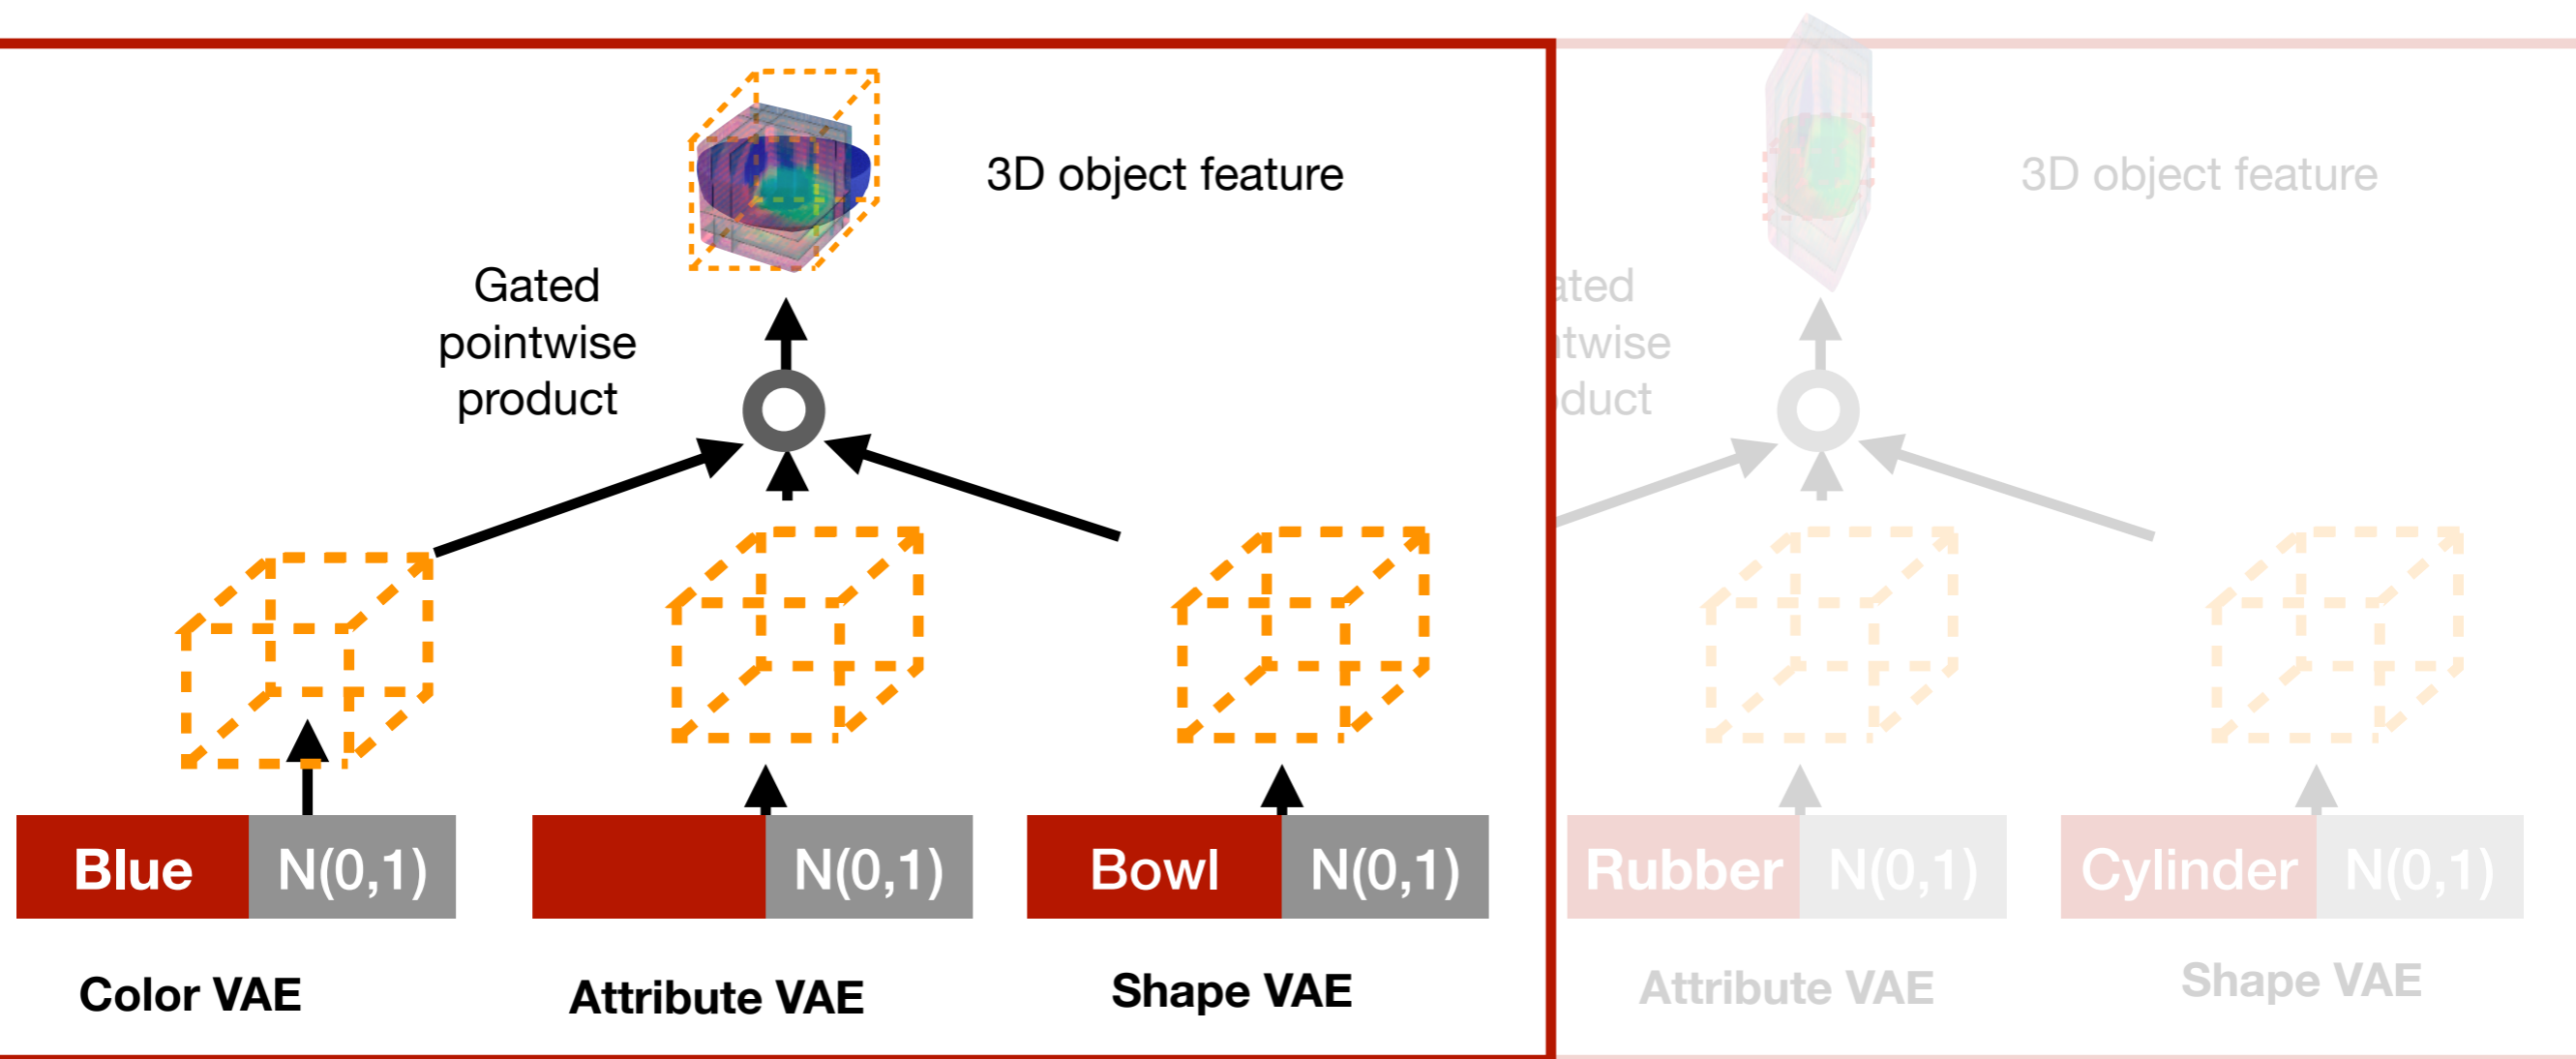 3D object feature
Gated
pointwise
product
Blue N(0,1)
N(0,1)
Bowl N(0,1)
Color VAE
Attribute VAE
Shape VAE
3D object feature
ated
twise
duct
Rubber N(0,1)
Cylinder N(0,1)
Attribute VAE
Shape VAE